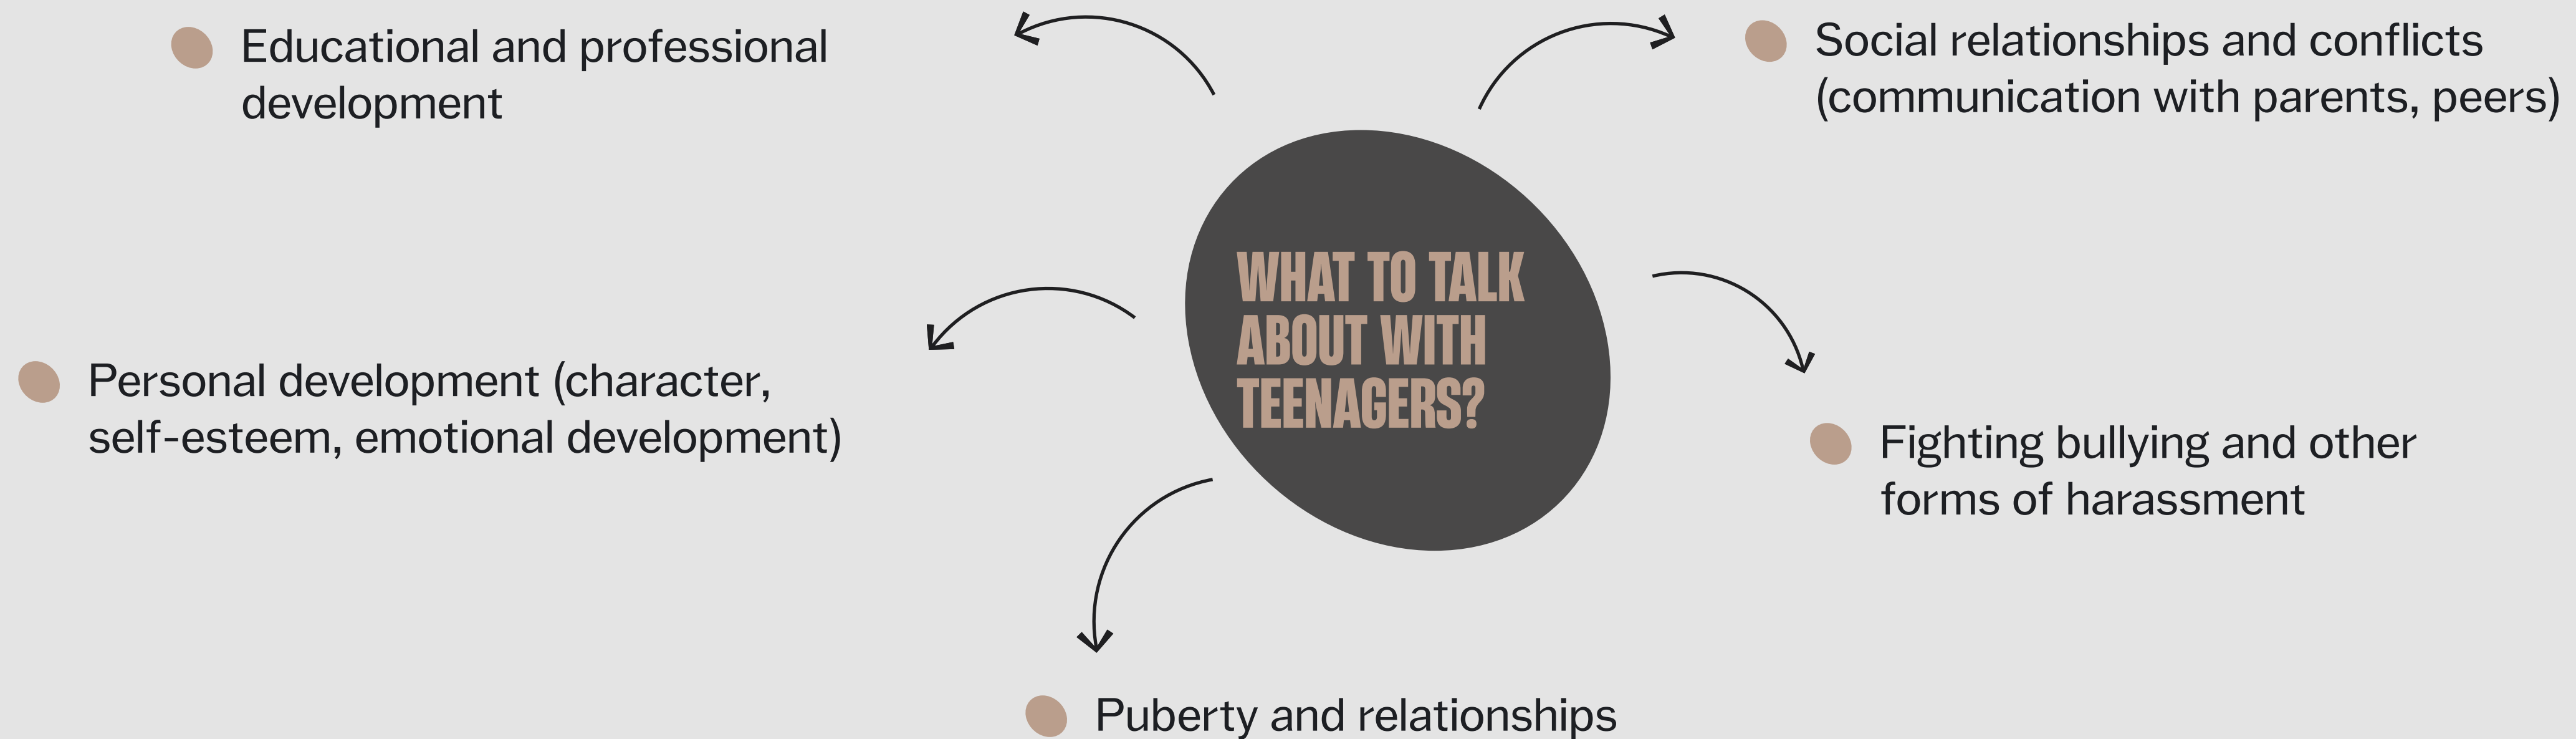 Educational and professional
development
Social relationships and conflicts
(communication with parents, peers)
WHAT TO TALK
ABOUT WITH
TEENAGERS?
Personal development (character,
self-esteem, emotional development)
Fighting bullying and other
forms of harassment
Puberty and relationships